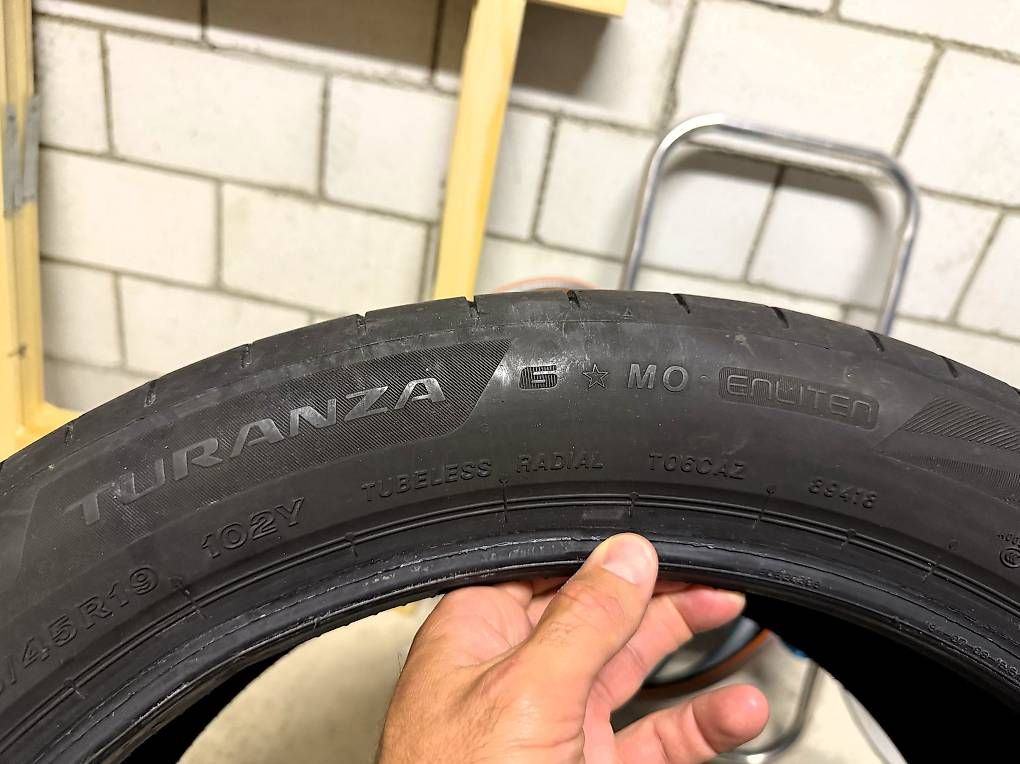 TURANZA 6 ☆ MO ENLITEN
/45R19 102Y TUBELESS RADIAL T06CAZ 89418